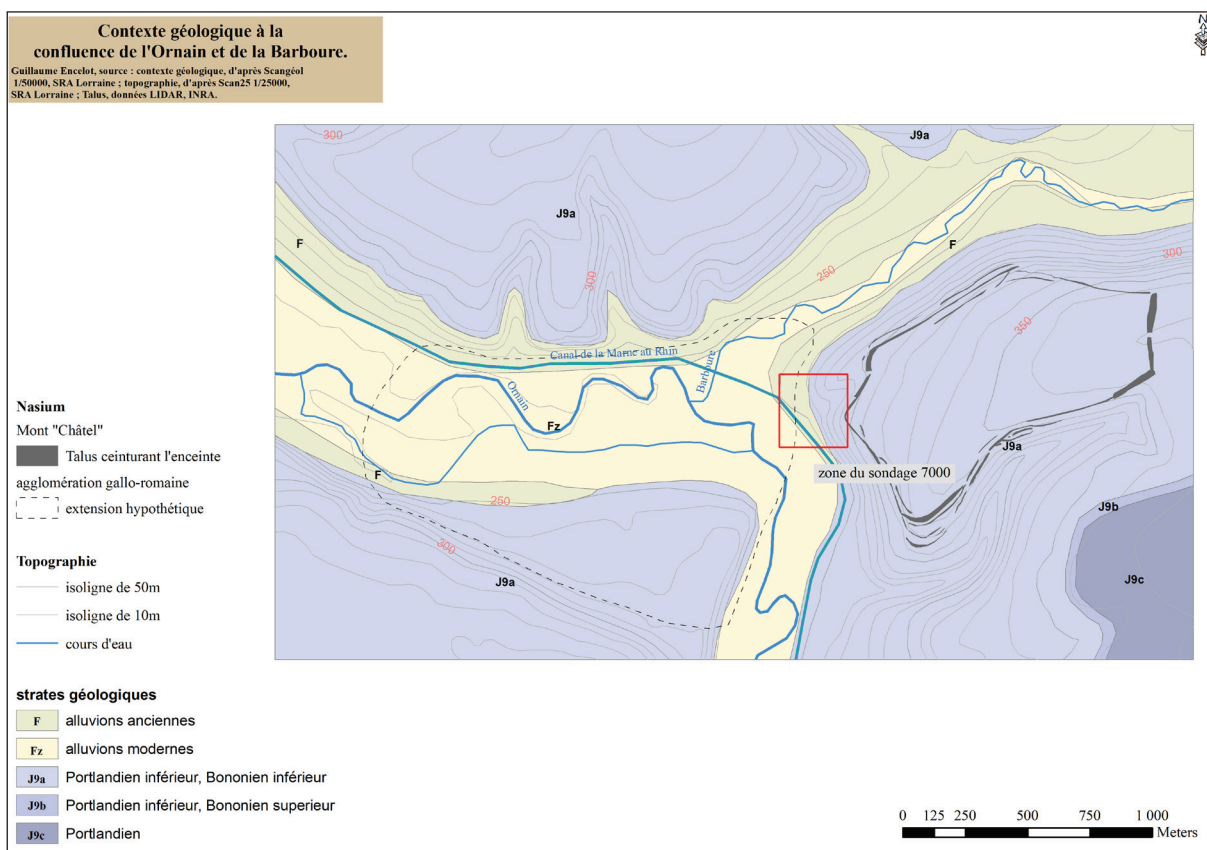 Contexte géologique à la
confluence de l'Ornain et de la Barboure.
Guillaume Encelot, source : contexte géologique, d'après Scangéol
1/50000, SRA Lorraine ; topographie, d'après Scan25 1/25000,
SRA Lorraine ; Talus, données LIDAR, INRA.
N
300
J9a
J9a
F
F
300
250
300
350
Canal de la Marne au Rhin
Barboure
Ornain
Fz
J9a
zone du sondage 7000
F
250
300
J9a
J9b
J9c
Nasium
Mont "Châtel"
Talus ceinturant l'enceinte
agglomération gallo-romaine
extension hypothétique
Topographie
isoligne de 50m
isoligne de 10m
cours d'eau
strates géologiques
F alluvions anciennes
Fz alluvions modernes
J9a Portlandien inférieur, Bononien inférieur
J9b Portlandien inférieur, Bononien superieur
J9c Portlandien
0 125 250 500 750 1 000
Meters